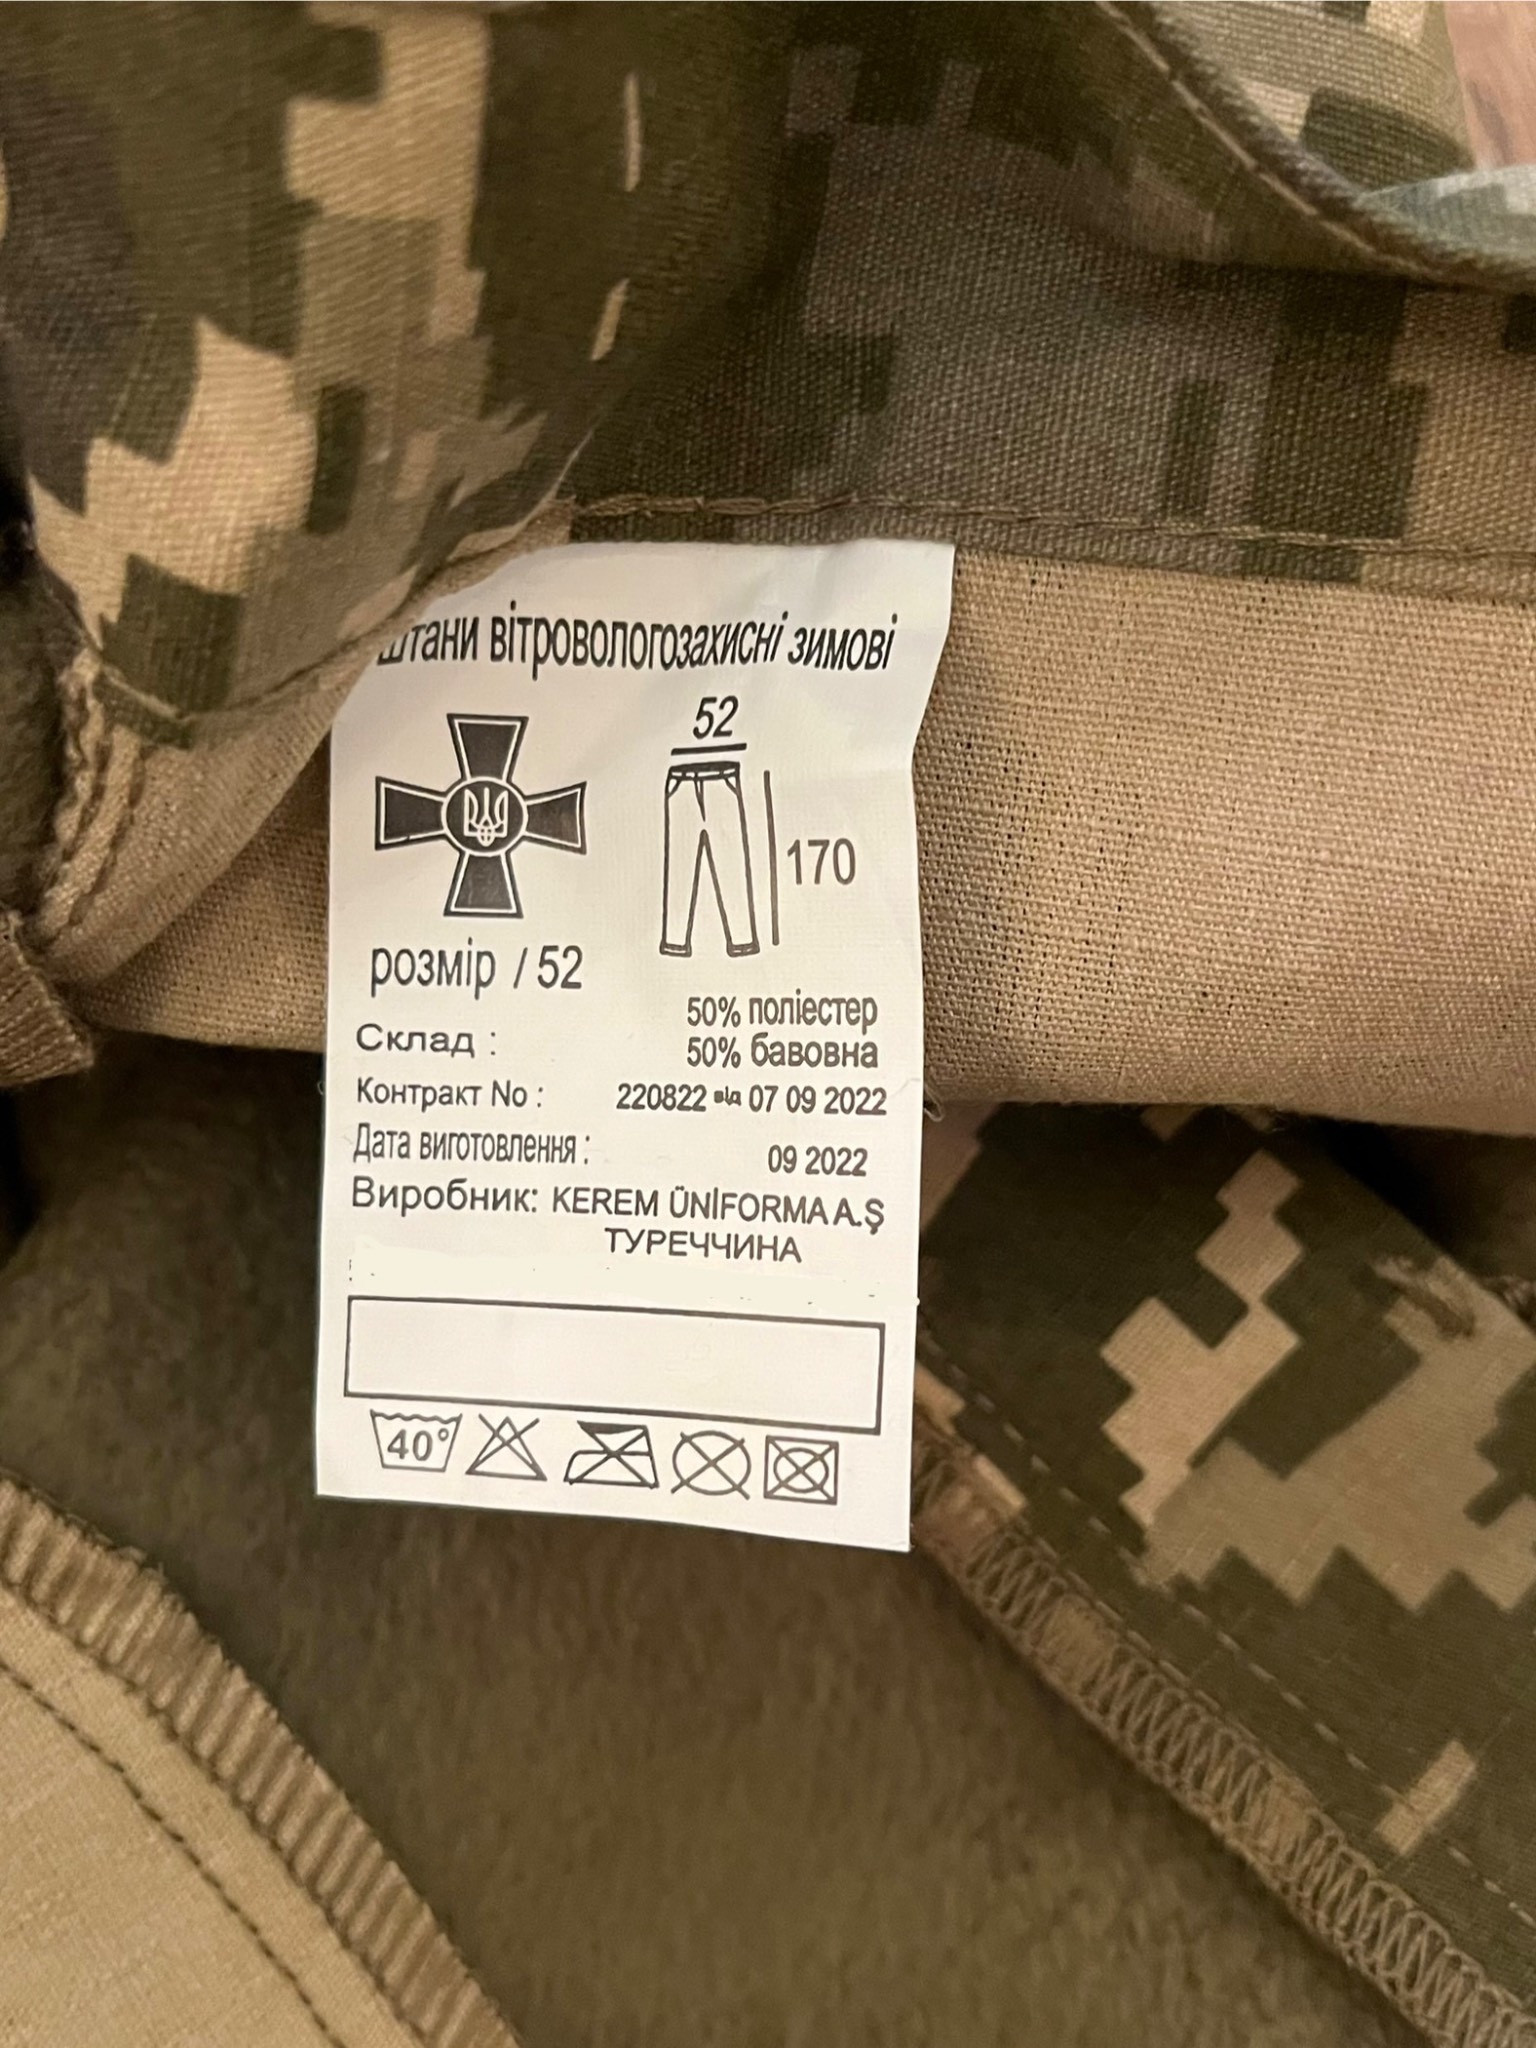 штани вітровологозахисні зимові
52
170
розмір / 52
Склад : 50% поліестер
50% бавовна
Контракт No : 220822 від 07 09 2022
Дата виготовлення : 09 2022
Виробник: KEREM ÜNİFORMA A.Ş
ТУРЕЧЧИНА
40°